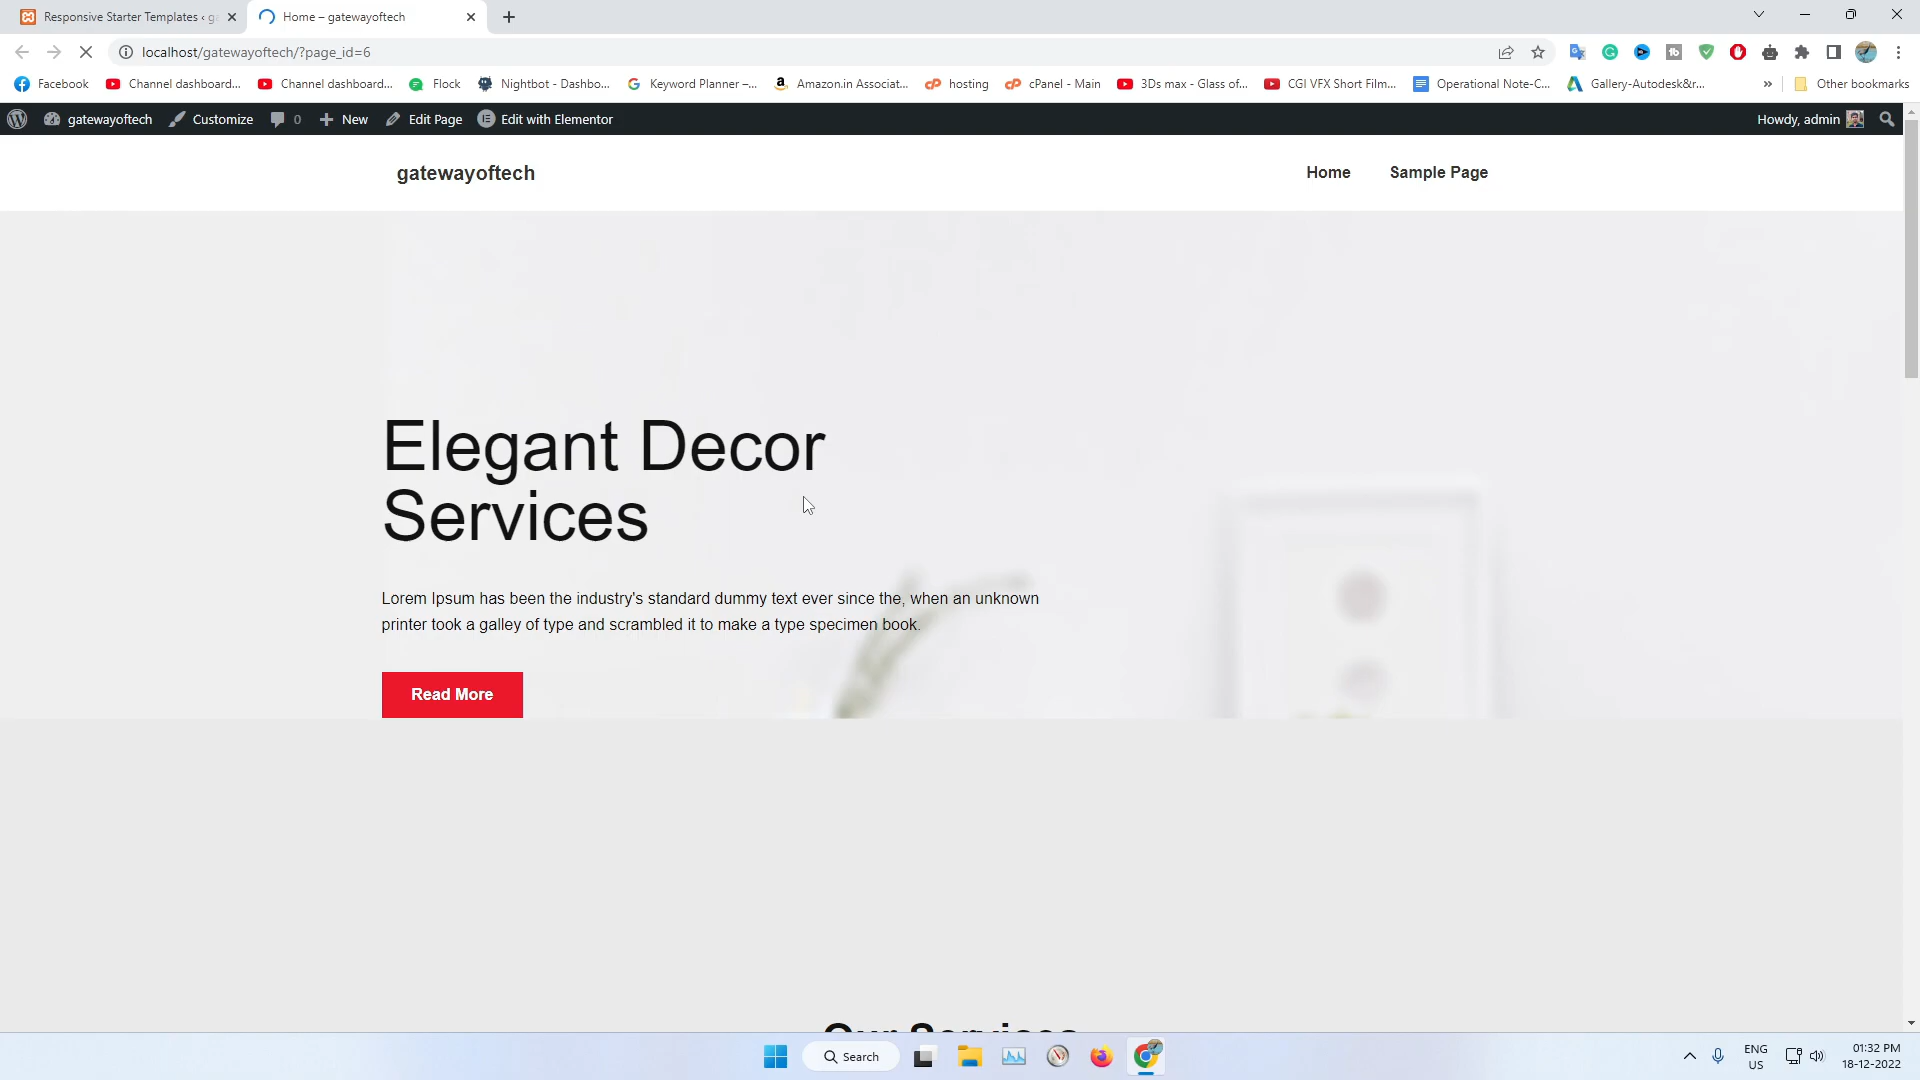 Responsive Starter Templates ‹ ga
Home – gatewayoftech
localhost/gatewayoftech/?page_id=6
Facebook
Channel dashboard...
Channel dashboard...
Flock
Nightbot - Dashbo...
Keyword Planner –...
Amazon.in Associat...
hosting
cPanel - Main
3Ds max - Glass of...
CGI VFX Short Film...
Operational Note-C...
Gallery-Autodesk&r...
»
Other bookmarks
gatewayoftech
Customize
0
New
Edit Page
Edit with Elementor
Howdy, admin
gatewayoftech
Home
Sample Page
Elegant Decor
Services
Lorem Ipsum has been the industry's standard dummy text ever since the, when an unknown
printer took a galley of type and scrambled it to make a type specimen book.
Read More
Our Services
Search
ENG
US
01:32 PM
18-12-2022